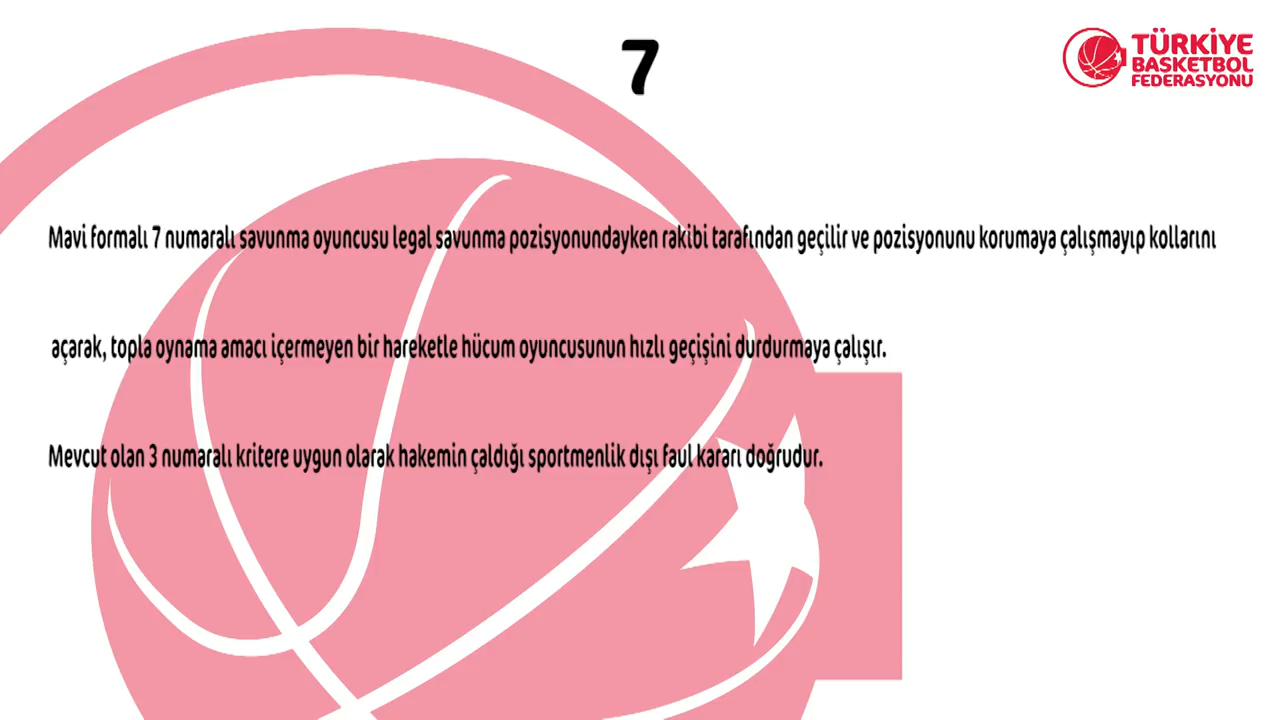 7
TÜRKİYE
BASKETBOL
FEDERASYONU
Mavi formalı 7 numaralı savunma oyuncusu legal savunma pozisyonundayken rakibi tarafından geçilir ve pozisyonunu korumaya çalışmayıp kollarını
açarak, topla oynama amacı içermeyen bir hareketle hücum oyuncusunun hızlı geçişini durdurmaya çalışır.
Mevcut olan 3 numaralı kritere uygun olarak hakemin çaldığı sportmenlik dışı faul kararı doğrudur.